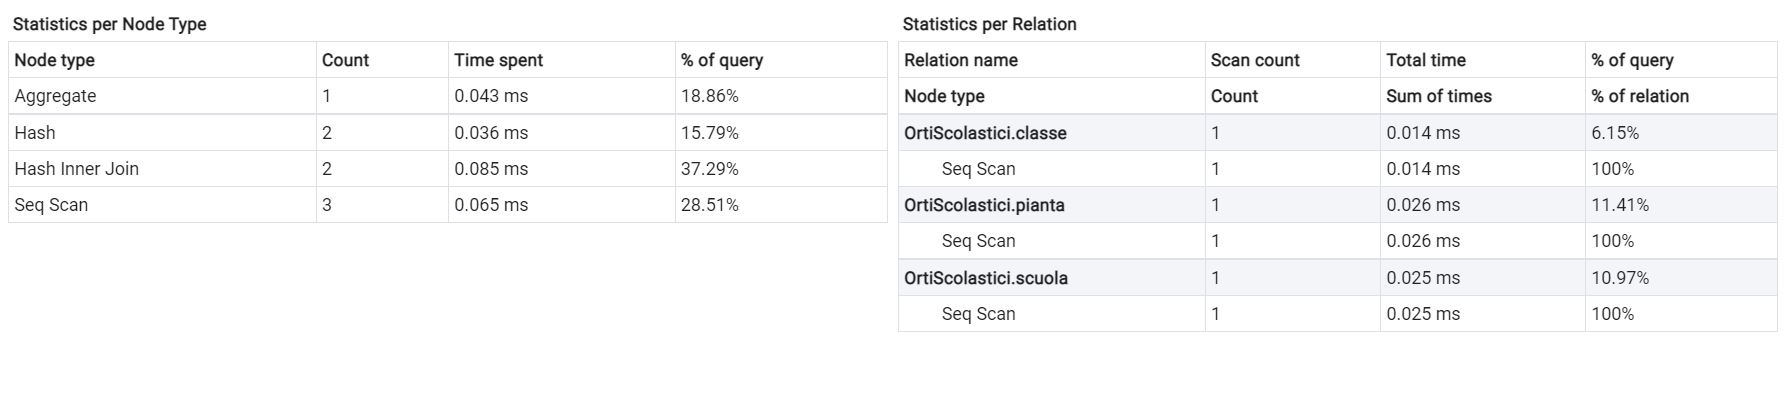 Statistics per Node Type
Node type Count Time spent % of query
Aggregate 1 0.043 ms 18.86%
Hash 2 0.036 ms 15.79%
Hash Inner Join 2 0.085 ms 37.29%
Seq Scan 3 0.065 ms 28.51%
Statistics per Relation
Relation name Scan count Total time % of query
Node type Count Sum of times % of relation
OrtiScolastici.classe 1 0.014 ms 6.15%
Seq Scan 1 0.014 ms 100%
OrtiScolastici.pianta 1 0.026 ms 11.41%
Seq Scan 1 0.026 ms 100%
OrtiScolastici.scuola 1 0.025 ms 10.97%
Seq Scan 1 0.025 ms 100%